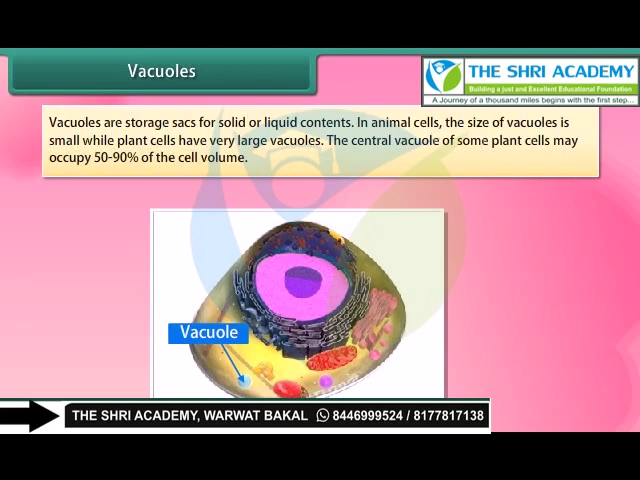 Vacuoles
THE SHRI ACADEMY
Building a just and Excellent Educational Foundation
A Journey of a thousand miles begins with the first step...
Vacuoles are storage sacs for solid or liquid contents. In animal cells, the size of vacuoles is
small while plant cells have very large vacuoles. The central vacuole of some plant cells may
occupy 50-90% of the cell volume.
Vacuole
THE SHRI ACADEMY, WARWAT BAKAL 8446999524 / 8177817138